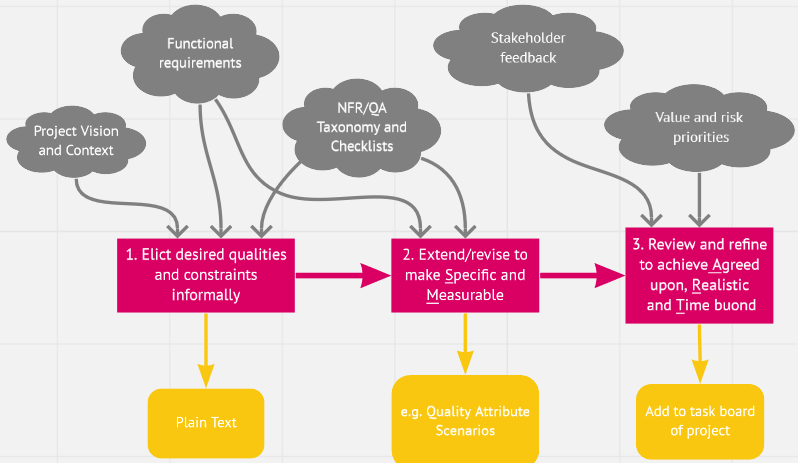 Functional
requirements
Stakeholder
feedback
NFR/QA
Taxonomy and
Checklists
Value and risk
priorities
Project Vision
and Context
1. Elict desired qualities
and constraints
informally
2. Extend/revise to
make Specific and
Measurable
3. Review and refine
to achieve Agreed
upon, Realistic
and Time buond
Plain Text
e.g. Quality Attribute
Scenarios
Add to task board
of project